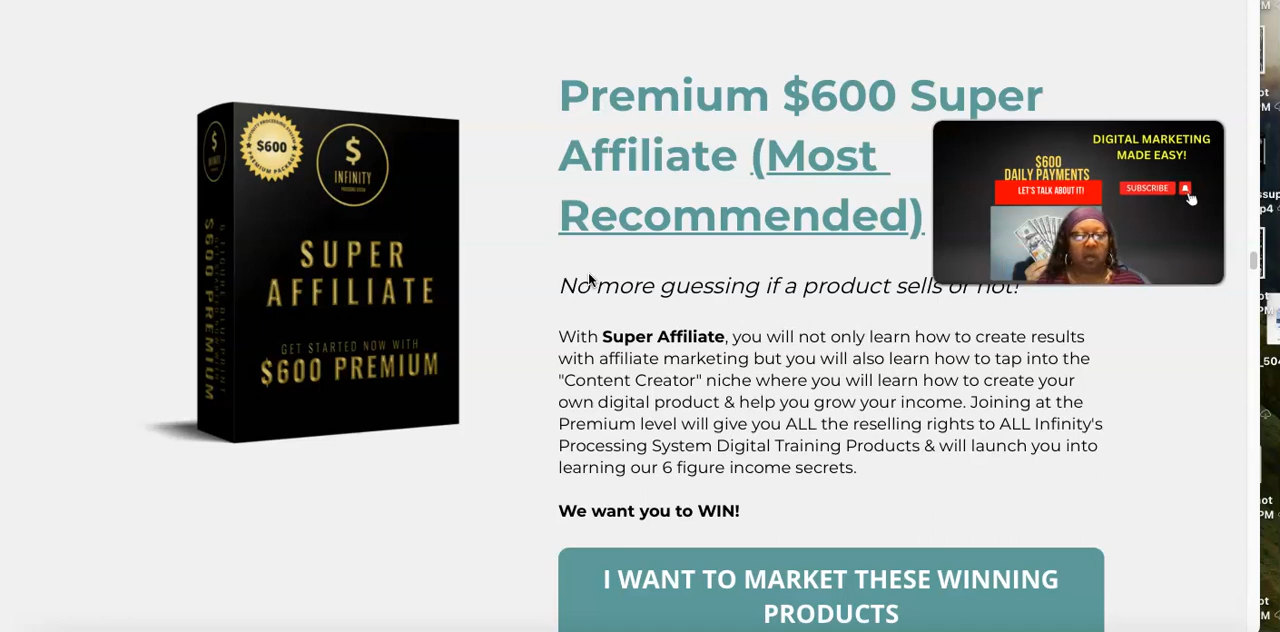 Premium $600 Super
Affiliate (Most
Recommended)
No more guessing if a product sells or not!
With Super Affiliate, you will not only learn how to create results
with affiliate marketing but you will also learn how to tap into the
"Content Creator" niche where you will learn how to create your
own digital product & help you grow your income. Joining at the
Premium level will give you ALL the reselling rights to ALL Infinity's
Processing System Digital Training Products & will launch you into
learning our 6 figure income secrets.
We want you to WIN!
I WANT TO MARKET THESE WINNING
PRODUCTS
$600
$
INFINITY
PROCESSING SYSTEM
SUPER
AFFILIATE
GET STARTED NOW WITH
$600 PREMIUM
$600 PREMIUM
DIGITAL MARKETING
MADE EASY!
$600
DAILY PAYMENTS
LET'S TALK ABOUT IT!
SUBSCRIBE